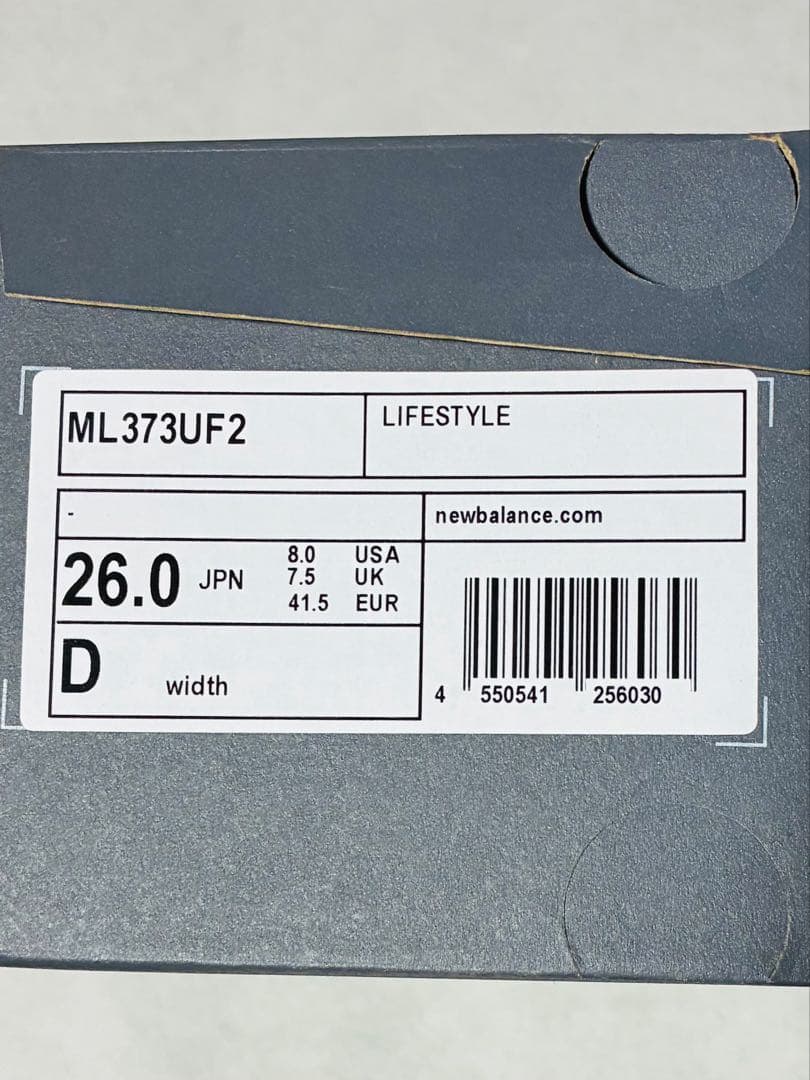 ML373UF2
LIFESTYLE
-
newbalance.com
26.0 JPN
8.0 USA
7.5 UK
41.5 EUR
D width
4 550541 256030